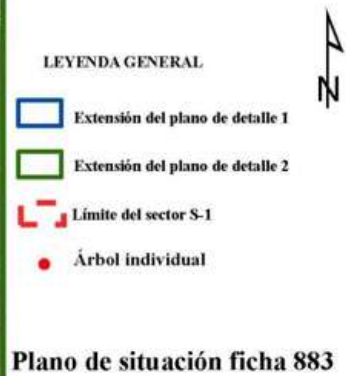 N
LEYENDA GENERAL
Extensión del plano de detalle 1
Extensión del plano de detalle 2
Límite del sector S-1
Árbol individual
Plano de situación ficha 883